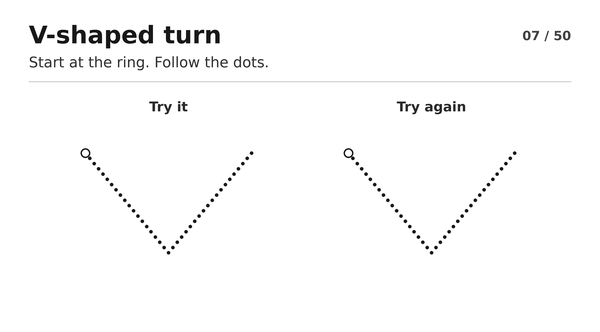 V-shaped turn
07 / 50
Start at the ring. Follow the dots.
Try it
Try again